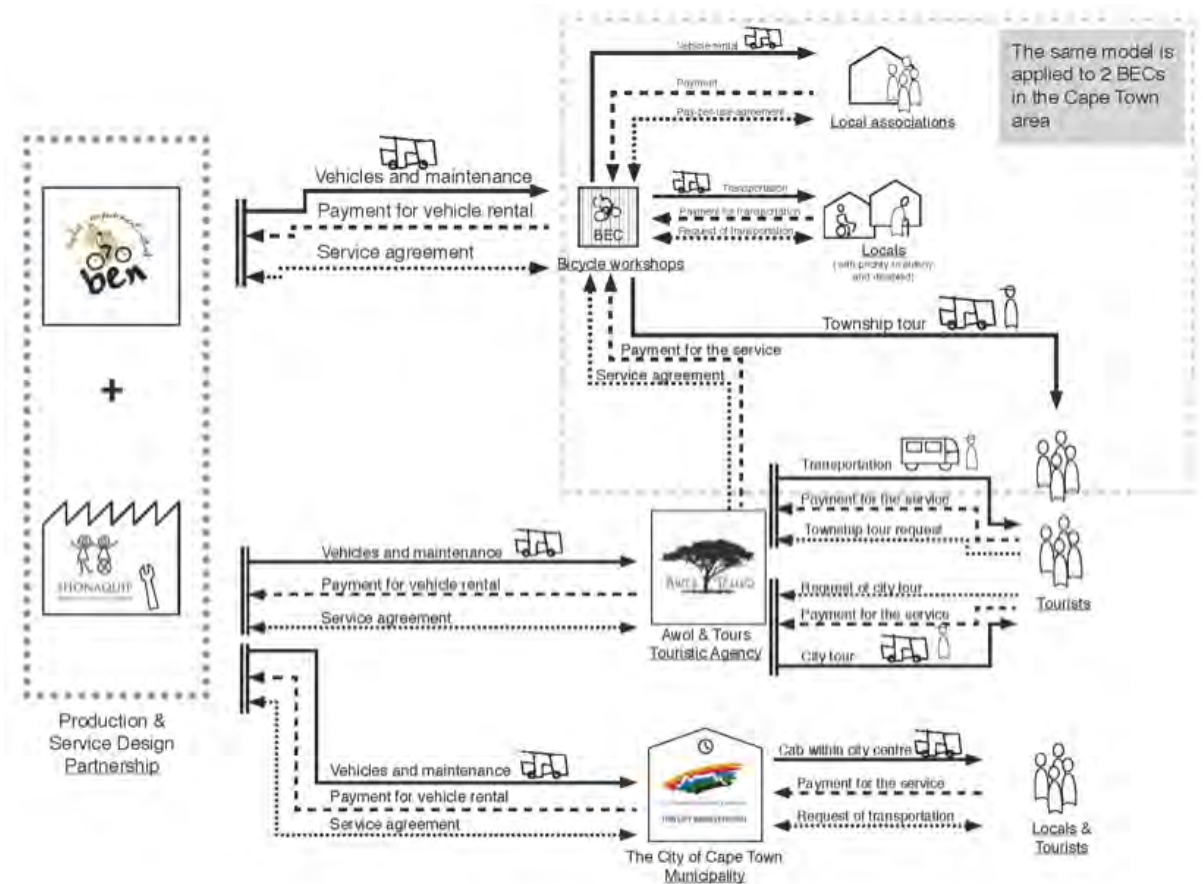 The same model is
applied to 2 BECs
in the Cape Town
area
Vehicle rental
Payment
Pay-per-use-agreement
Local associations
Vehicles and maintenance
Payment for vehicle rental
Service agreement
BEC
Bicycle workshops
Transportation
Payment for transportation
Request of transportation
Locals
and disabled)
Township tour
Payment for the service
Service agreement
ben
SHONAQUIP
Production &
Service Design
Partnership
Transportation
Payment for the service
Township tour request
Tourists
Vehicles and maintenance
Payment for vehicle rental
Service agreement
Awol & Tours
Touristic Agency
Request of city tour
Payment for the service
City tour
Vehicles and maintenance
Payment for vehicle rental
Service agreement
The City of Cape Town
Municipality
Cab within city centre
Payment for the service
Request of transportation
Locals &
Tourists